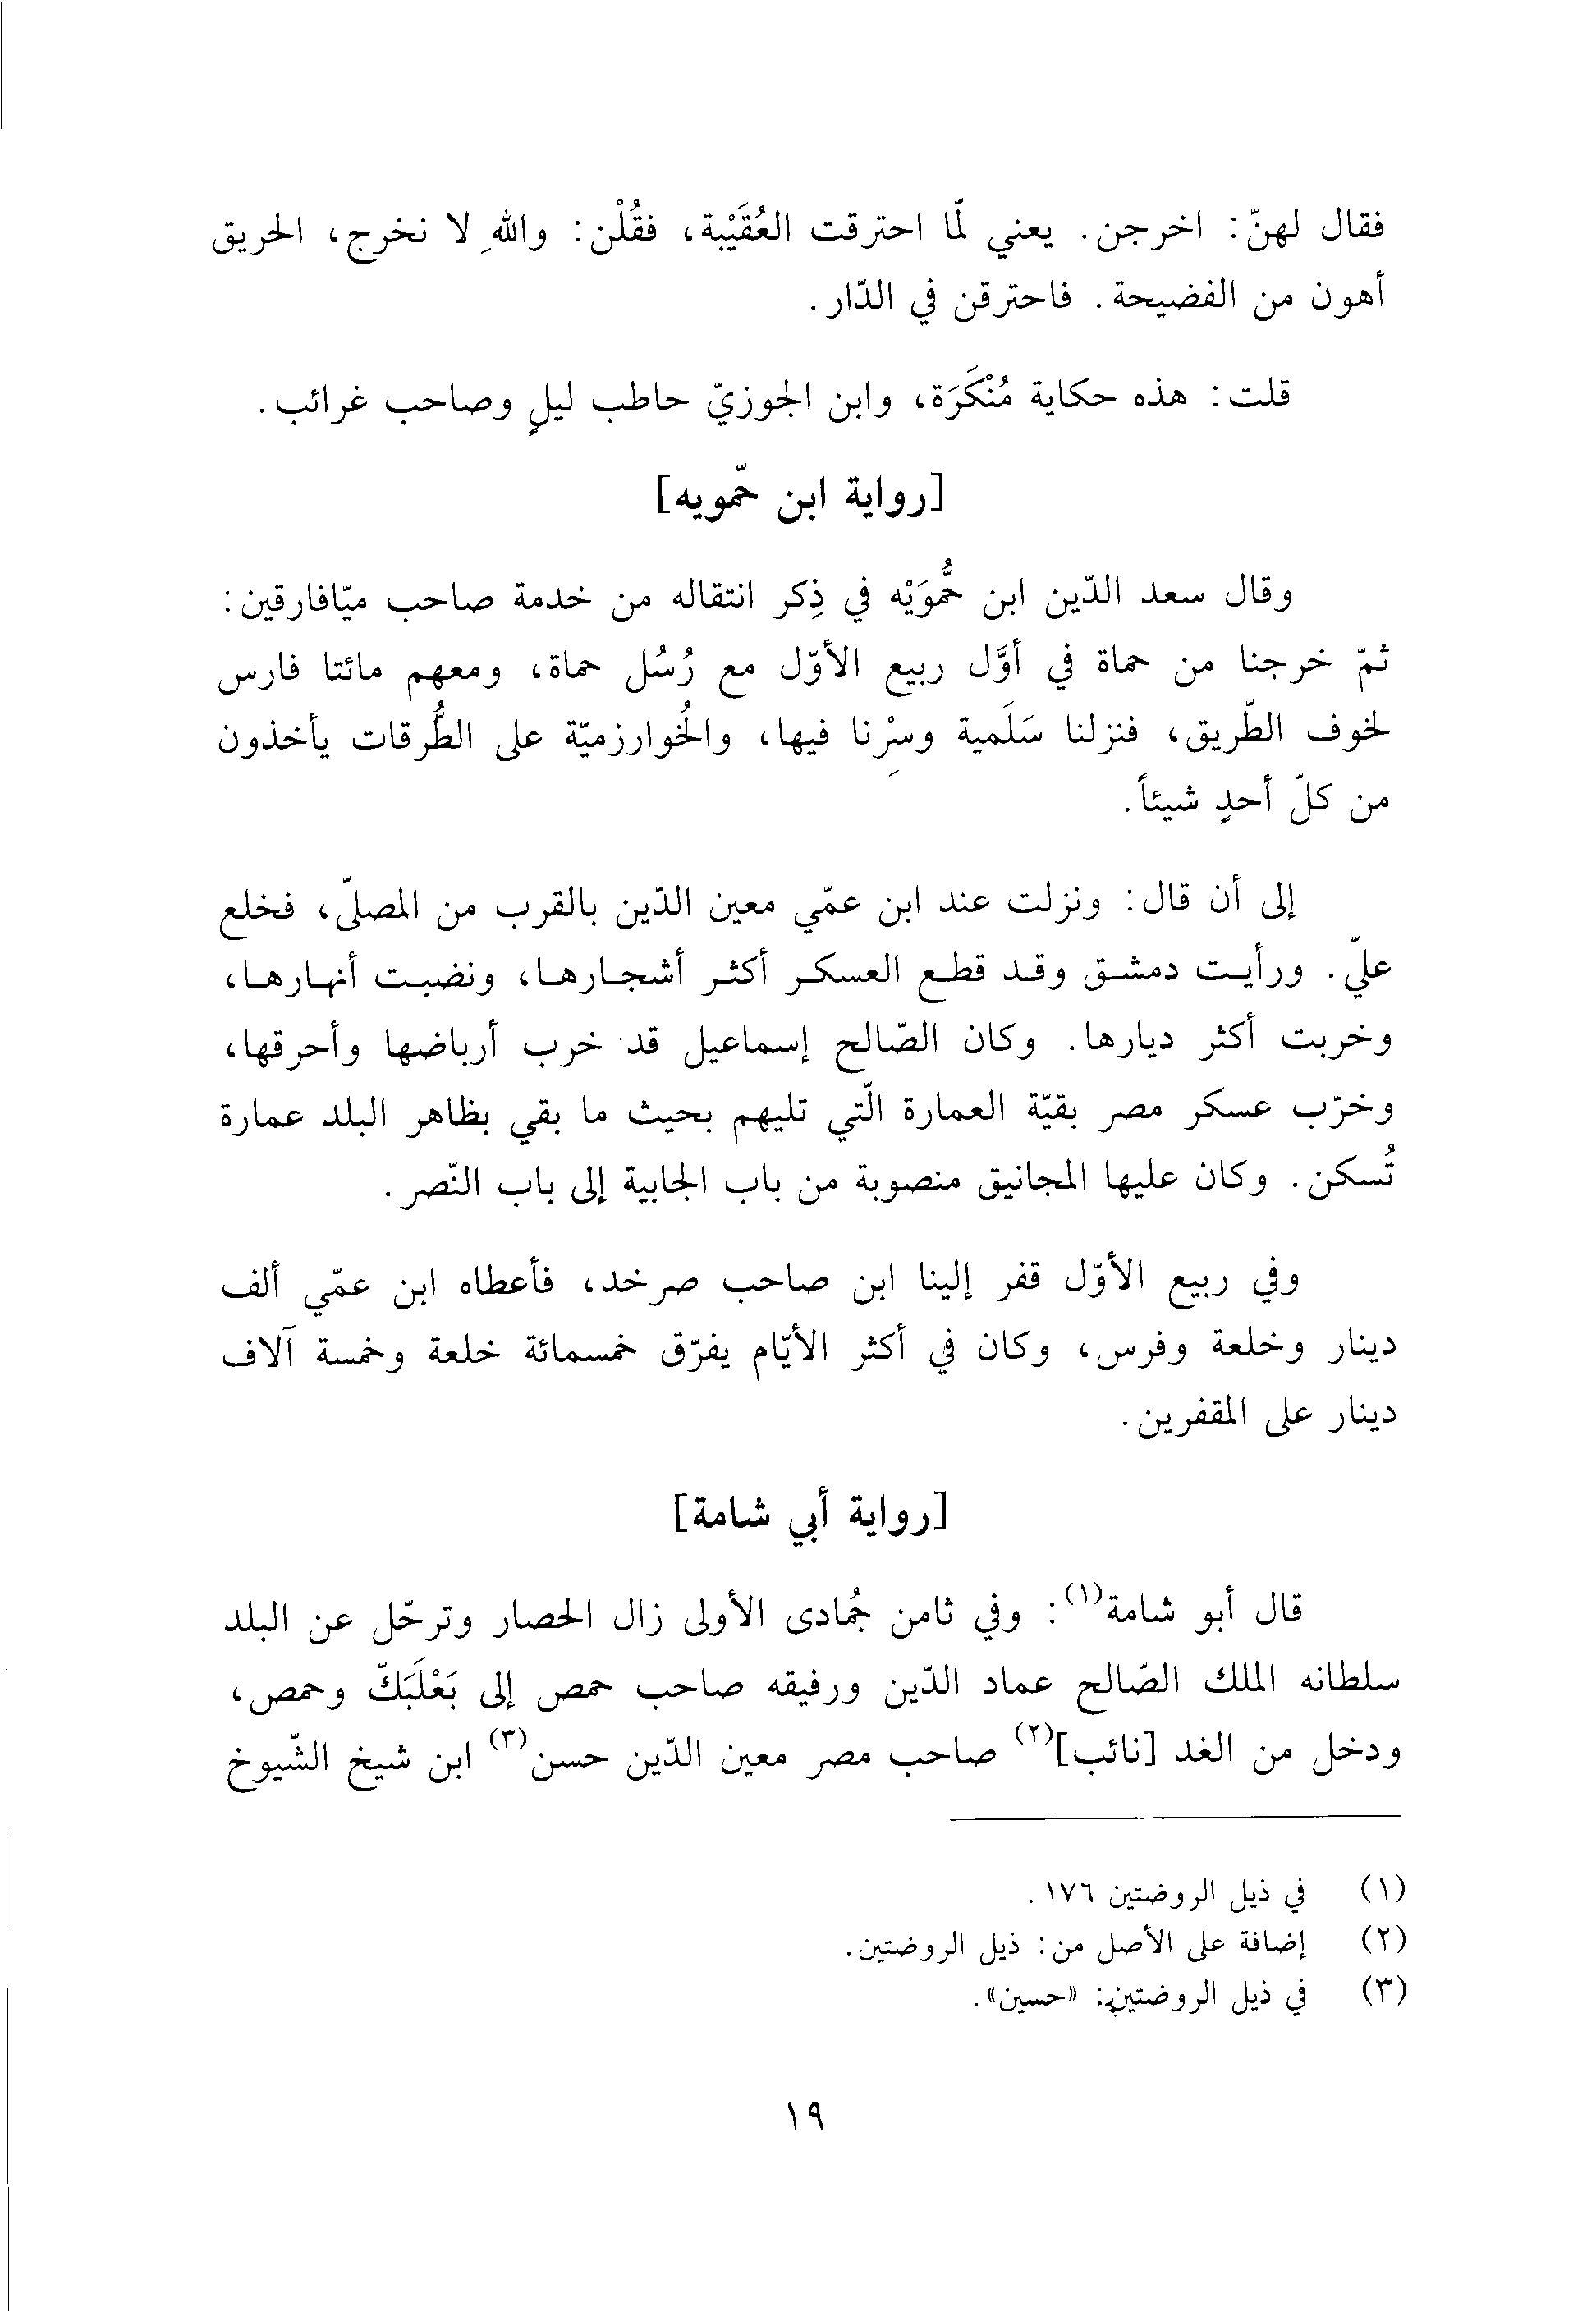 فقال لهنّ: اخرجن. يعني لمّا احترقت العُقَيْبة، فقُلْن: واللهِ لا نخرج، الحريق
أهون من الفضيحة. فاحترقن في الدّار.
قلت: هذه حكاية مُنْكَرَة، وابن الجوزيّ حاطب ليلٍ وصاحب غرائب.
[رواية ابن حمّويه]
وقال سعد الدّين ابن حمُّوَيْه في ذِكر انتقاله من خدمة صاحب ميّافارقين:
ثمّ خرجنا من حماة في أوَّل ربيع الأوّل مع رُسُل حماة، ومعهم مائتا فارس
لخوف الطّريق، فنزلنا سَلَمية وسِرْنا فيها، والخُوارزميّة على الطُّرقات يأخذون
من كلّ أحدٍ شيئاً.
إلى أن قال: ونزلت عند ابن عمّي معين الدّين بالقرب من المصلّى، فخلع
عليّ. ورأيت دمشق وقد قطع العسكر أكثر أشجارها، ونضبت أنهارها،
وخربت أكثر ديارها. وكان الصّالح إسماعيل قد خرب أرباضها وأحرقها،
وخرّب عسكر مصر بقيّة العمارة الّتي تليهم بحيث ما بقي بظاهر البلد عمارة
تُسكن. وكان عليها المجانيق منصوبة من باب الجابية إلى باب النّصر.
وفي ربيع الأوّل قفر إلينا ابن صاحب صرخد، فأعطاه ابن عمّي ألف
دينار وخلعة وفرس، وكان في أكثر الأيّام يفرّق خمسمائة خلعة وخمسة آلاف
دينار على المقفرين.
[رواية أبي شامة]
قال أبو شامة(١): وفي ثامن جُمادى الأولى زال الحصار وترحّل عن البلد
سلطانه الملك الصّالح عماد الدّين ورفيقه صاحب حمص إلى بَعْلَبَكّ وحمص،
ودخل من الغد [نائب](٢) صاحب مصر معين الدّين حسن(٣) ابن شيخ الشّيوخ
(١) في ذيل الروضتين ١٧٦.
(٢) إضافة على الأصل من: ذيل الروضتين.
(٣) في ذيل الروضتين: «حسين».
١٩